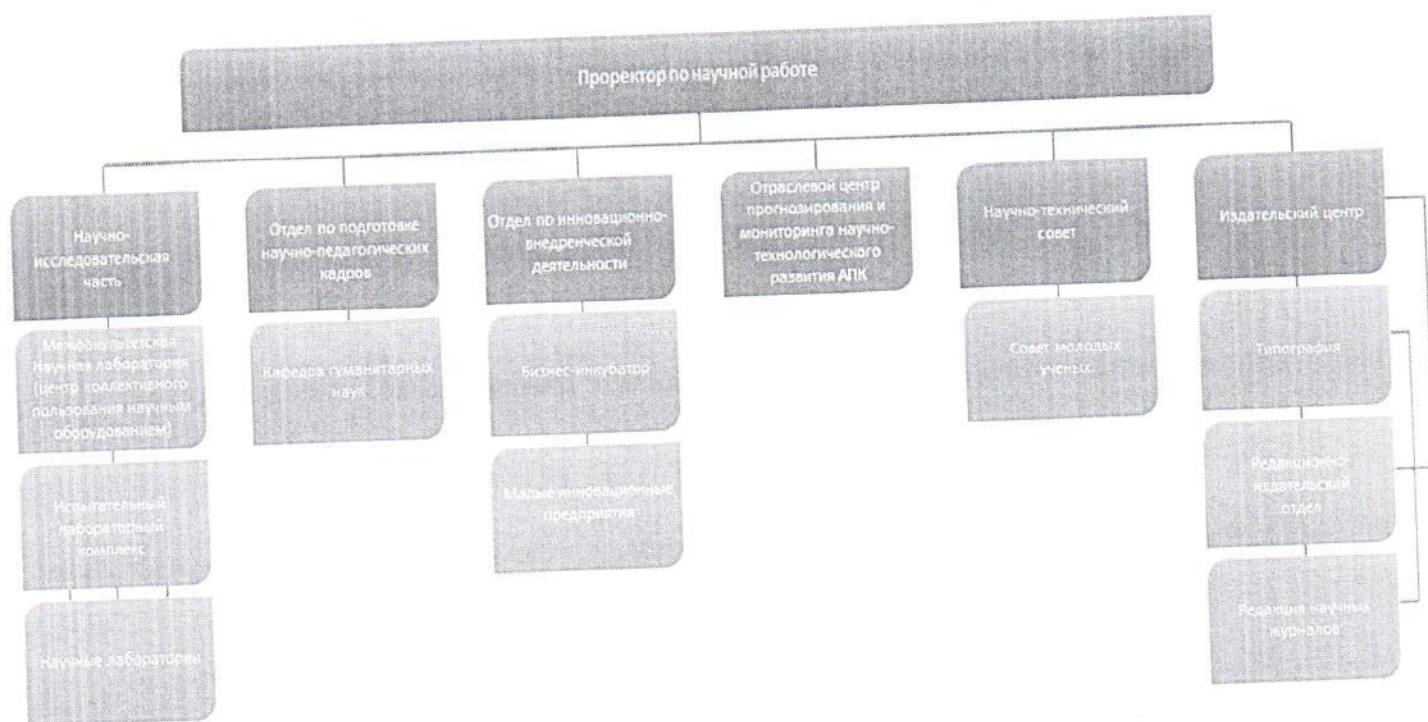 Проректор по научной работе
Научно-
исследовательская
часть
Отдел по подготовке
научно-педагогических
кадров
Отдел по инновационно-
внедренческой
деятельности
Отраслевой центр
прогнозирования и
мониторинга научно-
технологического
развития АПК
Научно-технический
совет
Издательский центр
Межфакультетская
Научная лаборатория
(центр коллективного
пользования научным
оборудованием)
Кафедра гуманитарных
наук
Бизнес-инкубатор
Совет молодых
ученых
Типография
Испытательный
лабораторный
комплекс
Малые инновационные
предприятия
Редакционно-
издательский
отдел
Научные лаборатории
Редакция научных
журналов